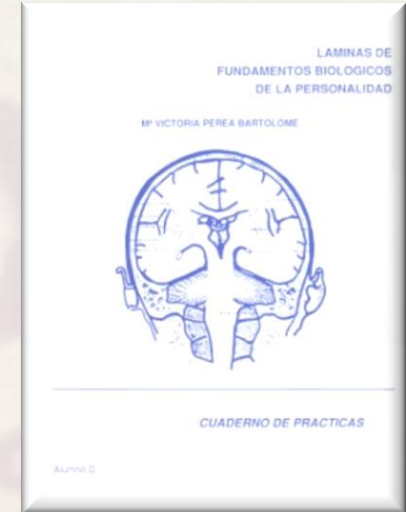 LAMINAS DE
FUNDAMENTOS BIOLOGICOS
DE LA PERSONALIDAD
Mª VICTORIA PEREA BARTOLOME
CUADERNO DE PRACTICAS
Alumno D